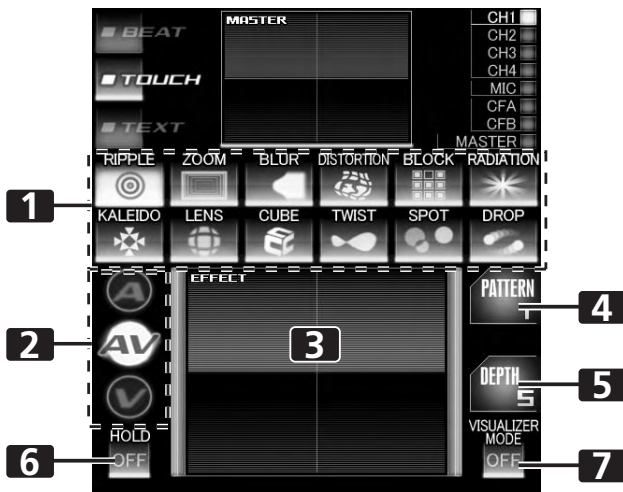 BEAT
TOUCH
TEXT
MASTER
CH1
CH2
CH3
CH4
MIC
CFA
CFB
MASTER
RIPPLE ZOOM BLUR DISTORTION BLOCK RADIATION
1
KALEIDO LENS CUBE TWIST SPOT DROP
EFFECT
A
AV
V
2
3
PATTERN
1
4
DEPTH
5
5
HOLD
OFF
6
VISUALIZER
MODE
OFF
7